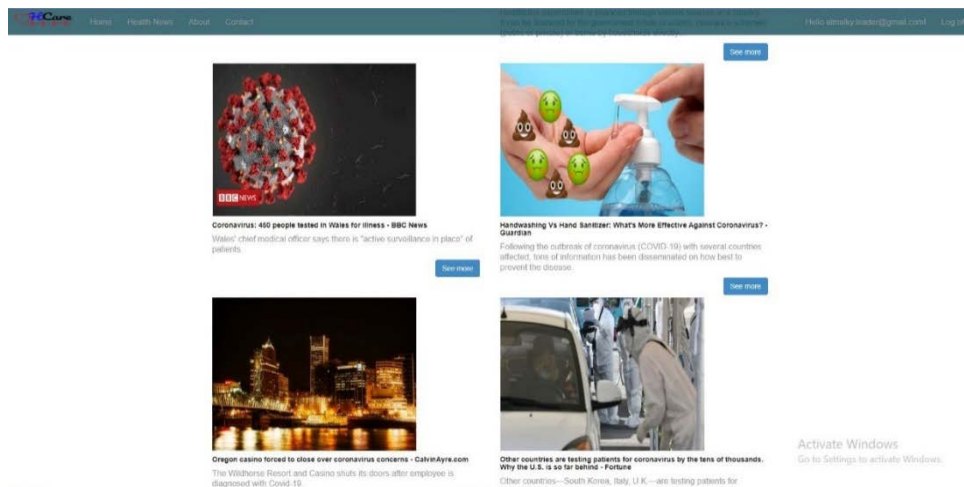 HCare Home Health News About Contact Log of
See more
BBC NEWS
Coronavirus: 450 people tested in Wales for illness - BBC News
Wales' chief medical officer says there is "active surveillance in place" of
patients.
See more
Handwashing Vs Hand Sanitizer: What's More Effective Against Coronavirus? -
Guardian
Following the outbreak of coronavirus (COVID-19) with several countries
affected, tons of information has been disseminated on how best to
prevent the disease.
See more
Oregon casino forced to close over coronavirus concerns - CalvinAyre.com
The Wildhorse Resort and Casino shuts its doors after employee is
diagnosed with Covid-19
Other countries are testing patients for coronavirus by the tens of thousands.
Why the U.S. is so far behind - Fortune
Other countries—South Korea, Italy, U.K.—are testing patients for
Activate Windows
Go to Settings to activate Windows.